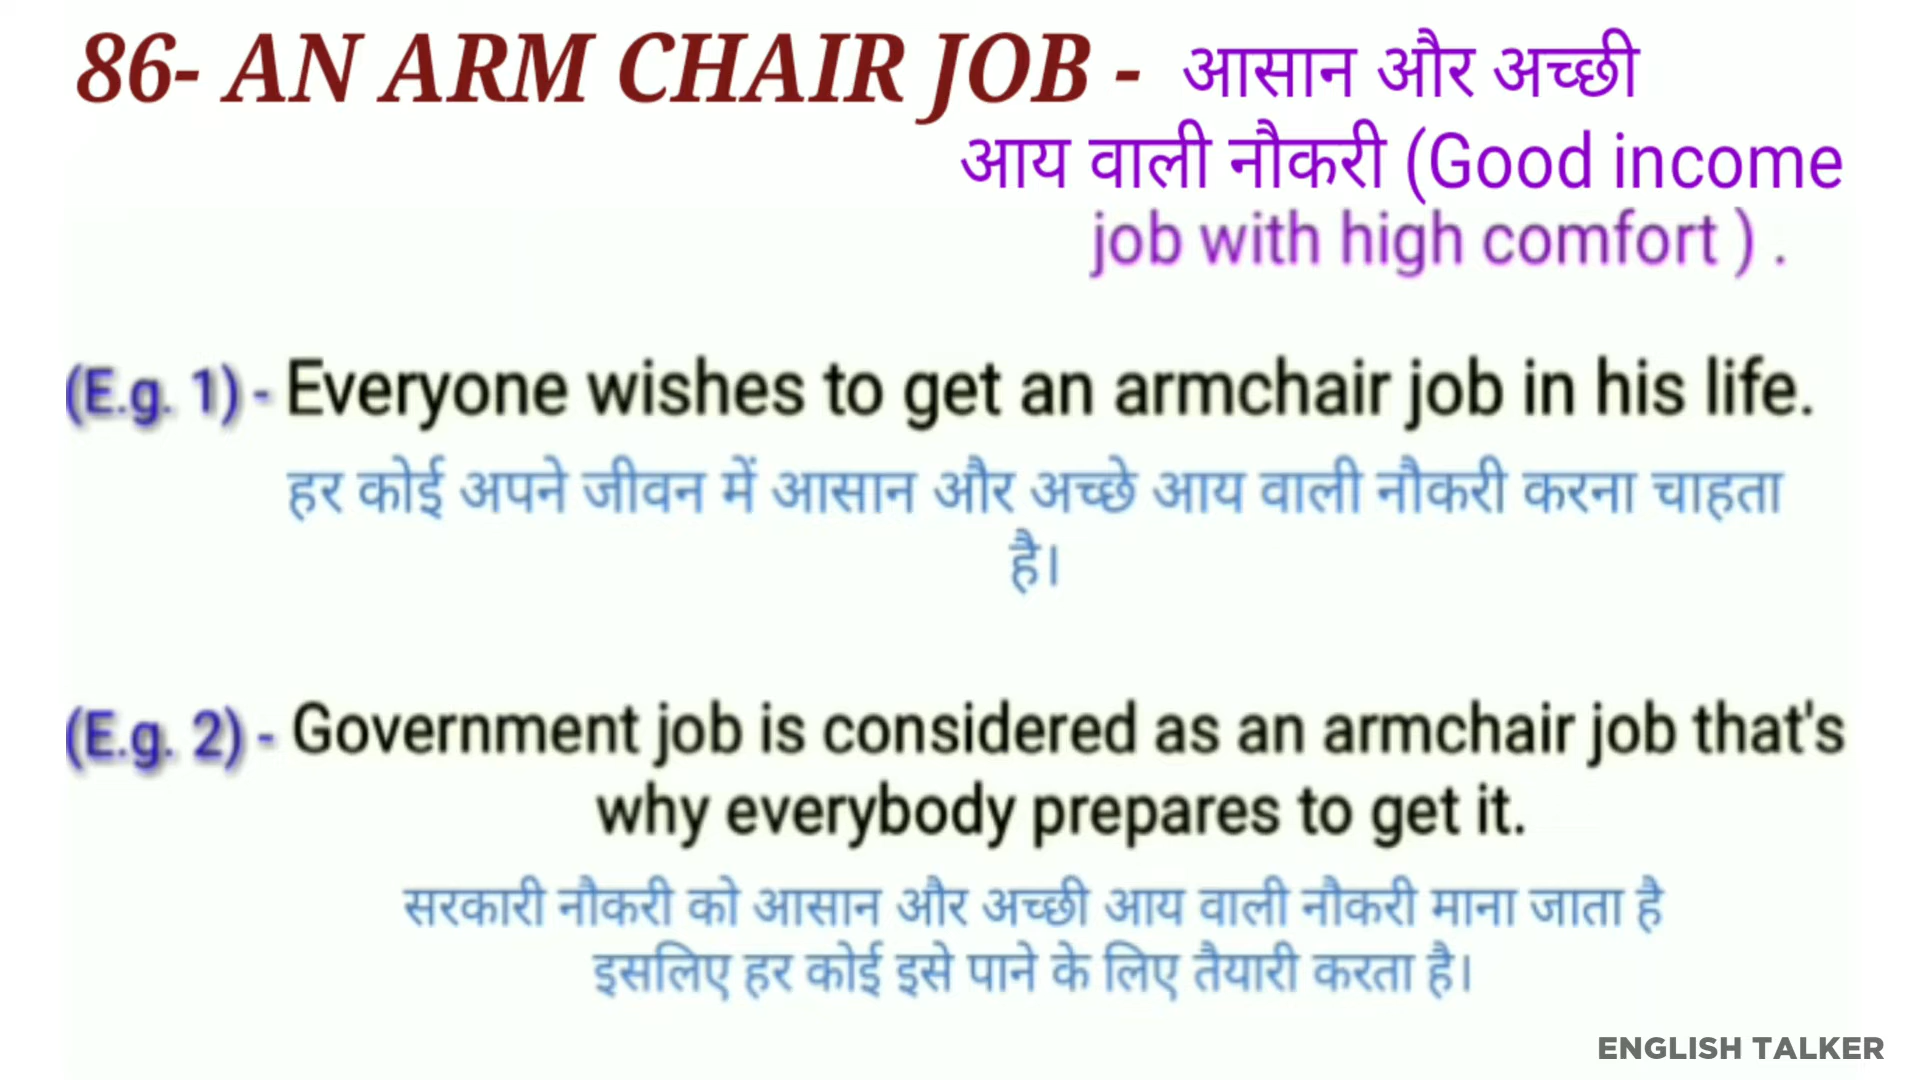 86- AN ARM CHAIR JOB - आसान और अच्छी
आय वाली नौकरी (Good income
job with high comfort ) .
(E.g. 1) - Everyone wishes to get an armchair job in his life.
हर कोई अपने जीवन में आसान और अच्छे आय वाली नौकरी करना चाहता
है।
(E.g. 2) - Government job is considered as an armchair job that's
why everybody prepares to get it.
सरकारी नौकरी को आसान और अच्छी आय वाली नौकरी माना जाता है
इसलिए हर कोई इसे पाने के लिए तैयारी करता है।
ENGLISH TALKER